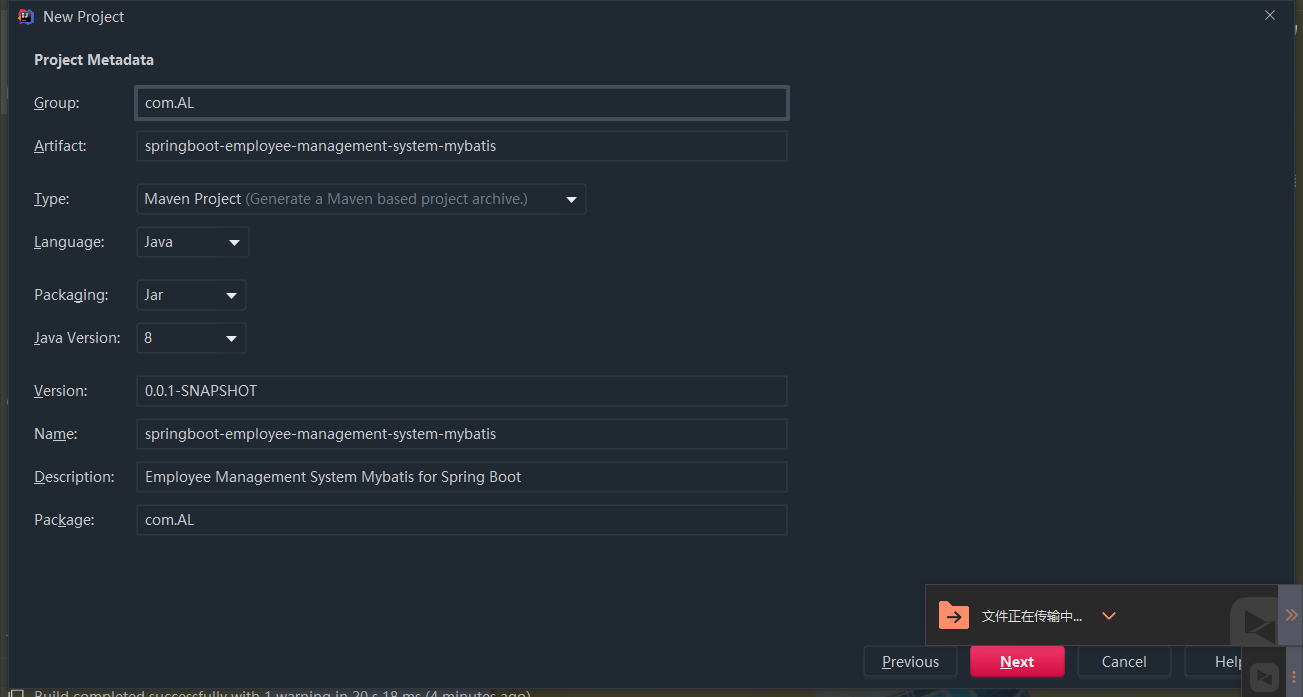 New Project
Project Metadata
Group: com.AL
Artifact: springboot-employee-management-system-mybatis
Type: Maven Project (Generate a Maven based project archive.)
Language: Java
Packaging: Jar
Java Version: 8
Version: 0.0.1-SNAPSHOT
Name: springboot-employee-management-system-mybatis
Description: Employee Management System Mybatis for Spring Boot
Package: com.AL
文件正在传输中...
Previous Next Cancel Help
Build completed successfully with 1 warning in 20 s 18 ms (4 minutes ago)